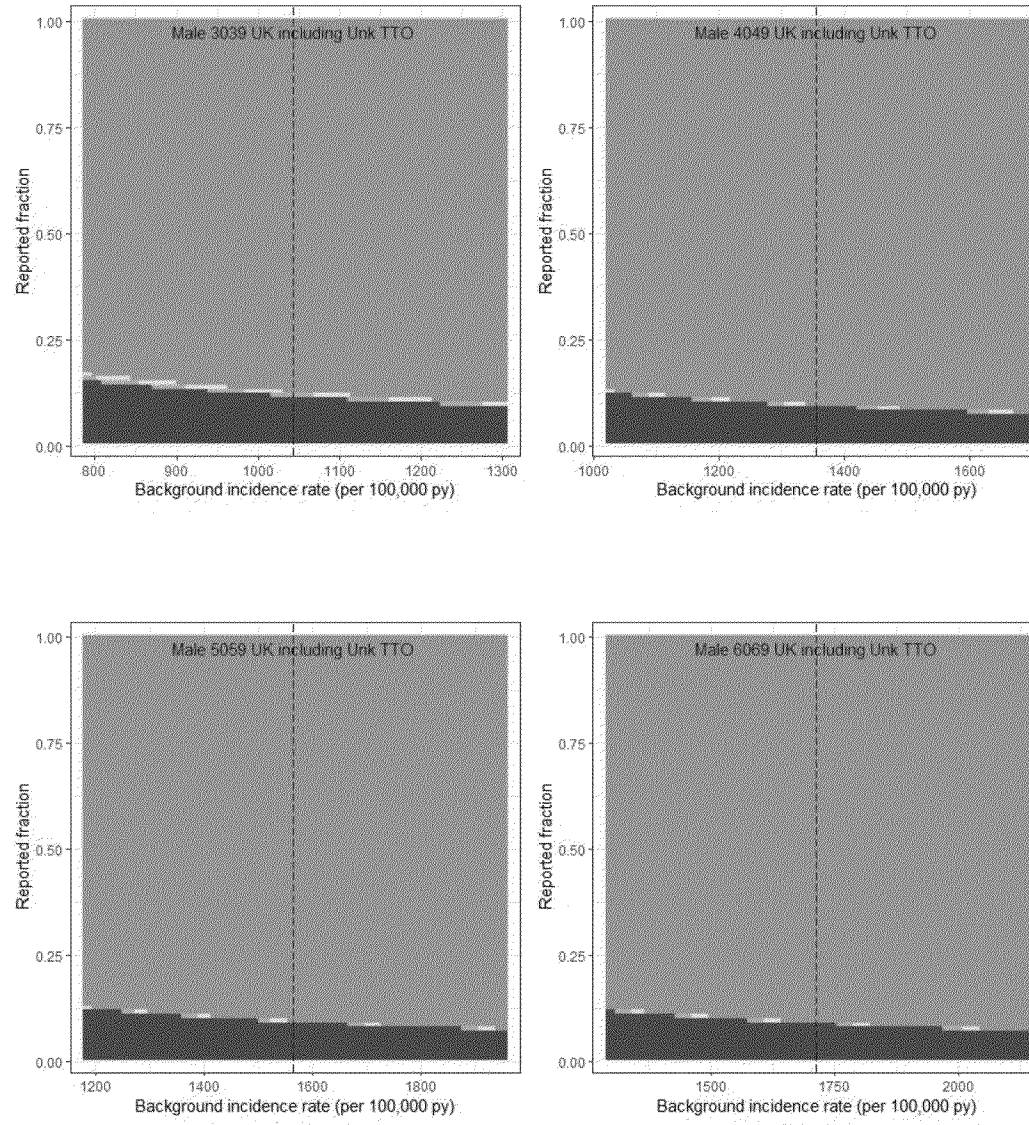 Male 3039 UK including Unk TTO
1.00
0.75
0.50
0.25
0.00
Reported fraction
800 900 1000 1100 1200 1300
Background incidence rate (per 100,000 py)
Male 4049 UK including Unk TTO
1.00
0.75
0.50
0.25
0.00
Reported fraction
1000 1200 1400 1600
Background incidence rate (per 100,000 py)
Male 5059 UK including Unk TTO
1.00
0.75
0.50
0.25
0.00
Reported fraction
1200 1400 1600 1800
Background incidence rate (per 100,000 py)
Male 6069 UK including Unk TTO
1.00
0.75
0.50
0.25
0.00
Reported fraction
1500 1750 2000
Background incidence rate (per 100,000 py)